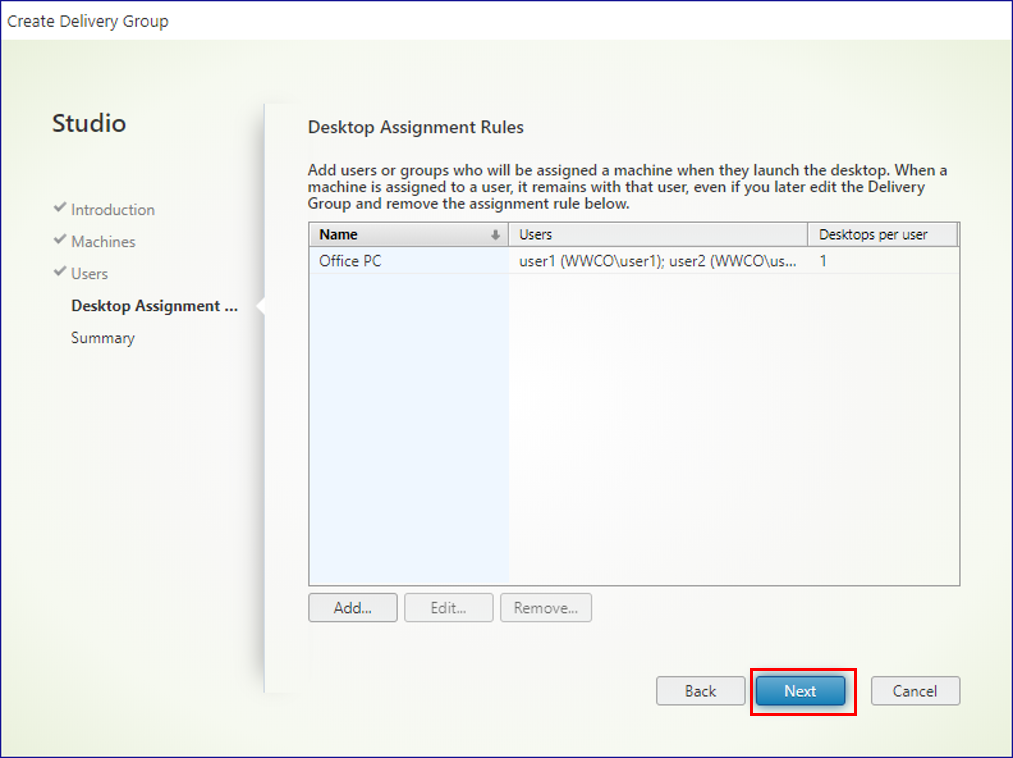 Create Delivery Group
Studio
Introduction
Machines
Users
Desktop Assignment ...
Summary
Desktop Assignment Rules
Add users or groups who will be assigned a machine when they launch the desktop. When a
machine is assigned to a user, it remains with that user, even if you later edit the Delivery
Group and remove the assignment rule below.
Name Users Desktops per user
Office PC user1 (WWCO\user1); user2 (WWCO\us... 1
Add... Edit... Remove...
Back Next Cancel